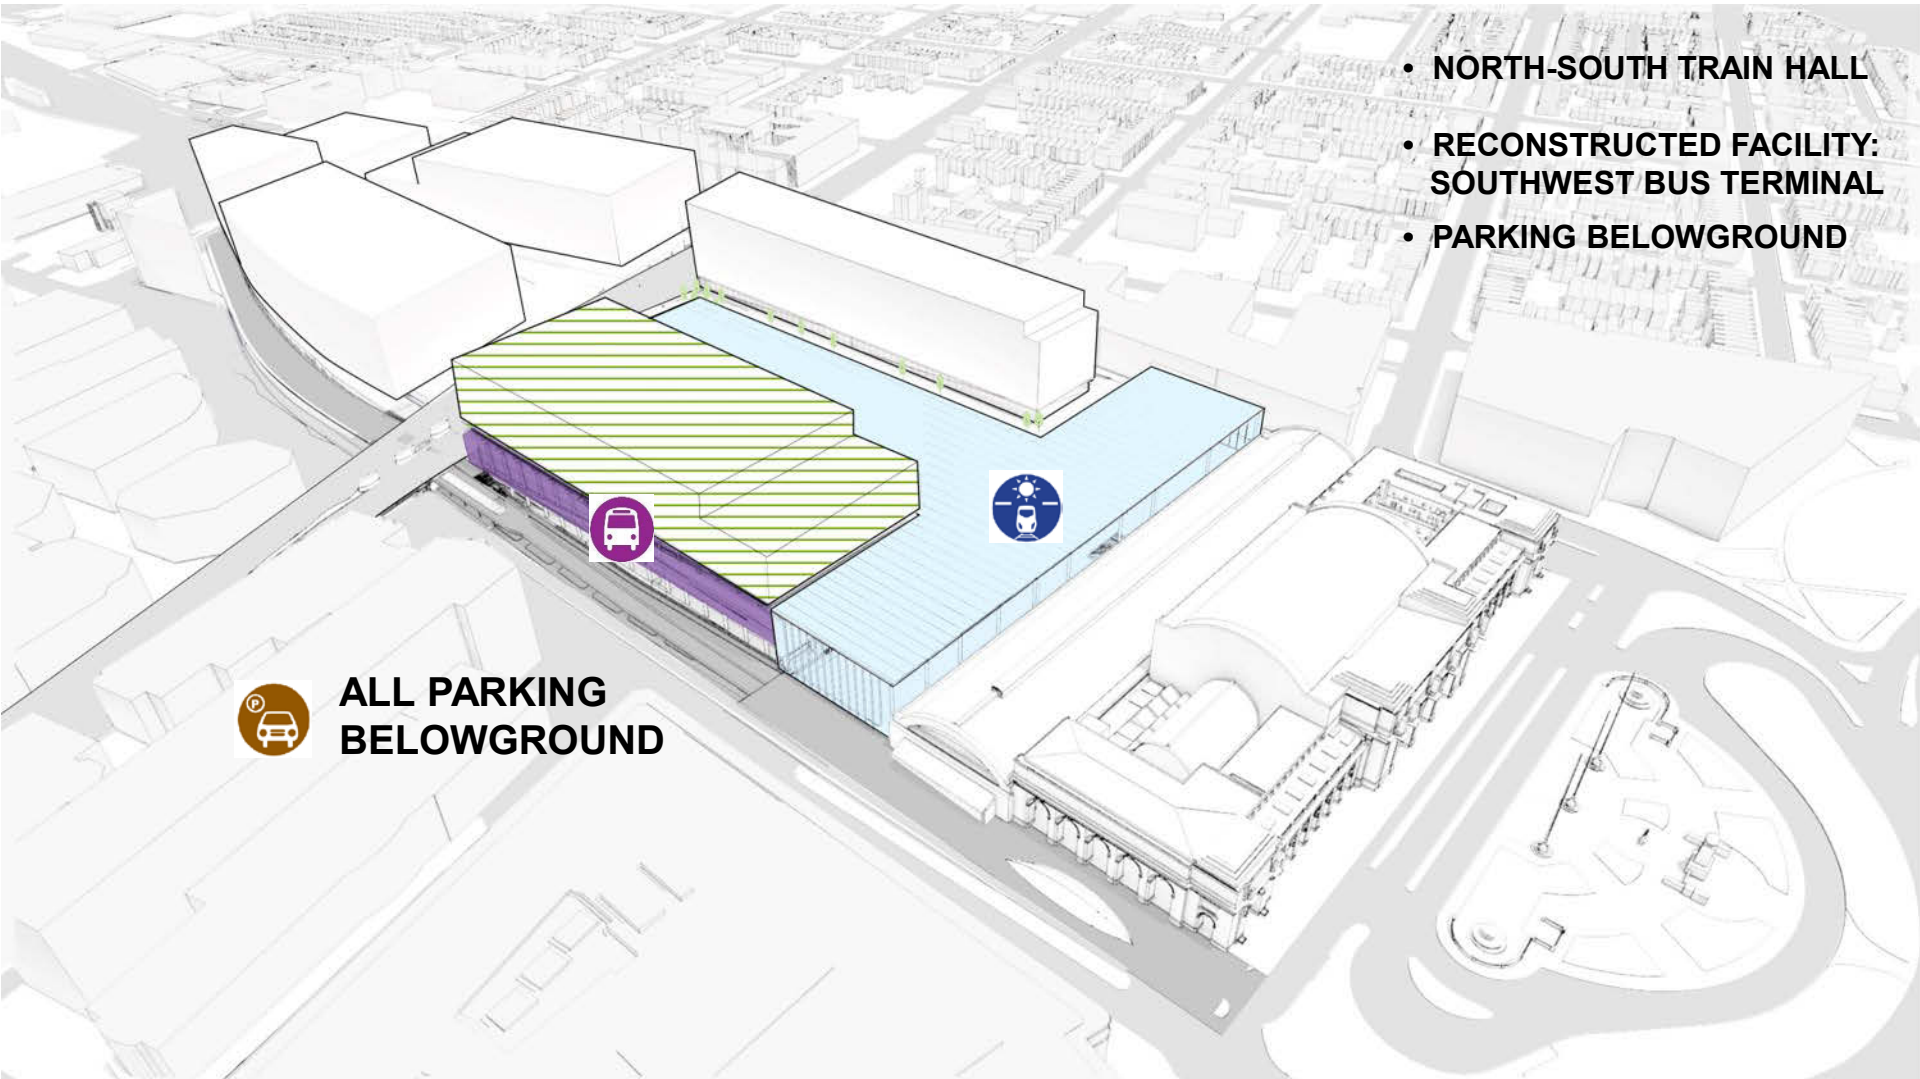 • NORTH-SOUTH TRAIN HALL
• RECONSTRUCTED FACILITY:
SOUTHWEST BUS TERMINAL
• PARKING BELOWGROUND
P
ALL PARKING
BELOWGROUND